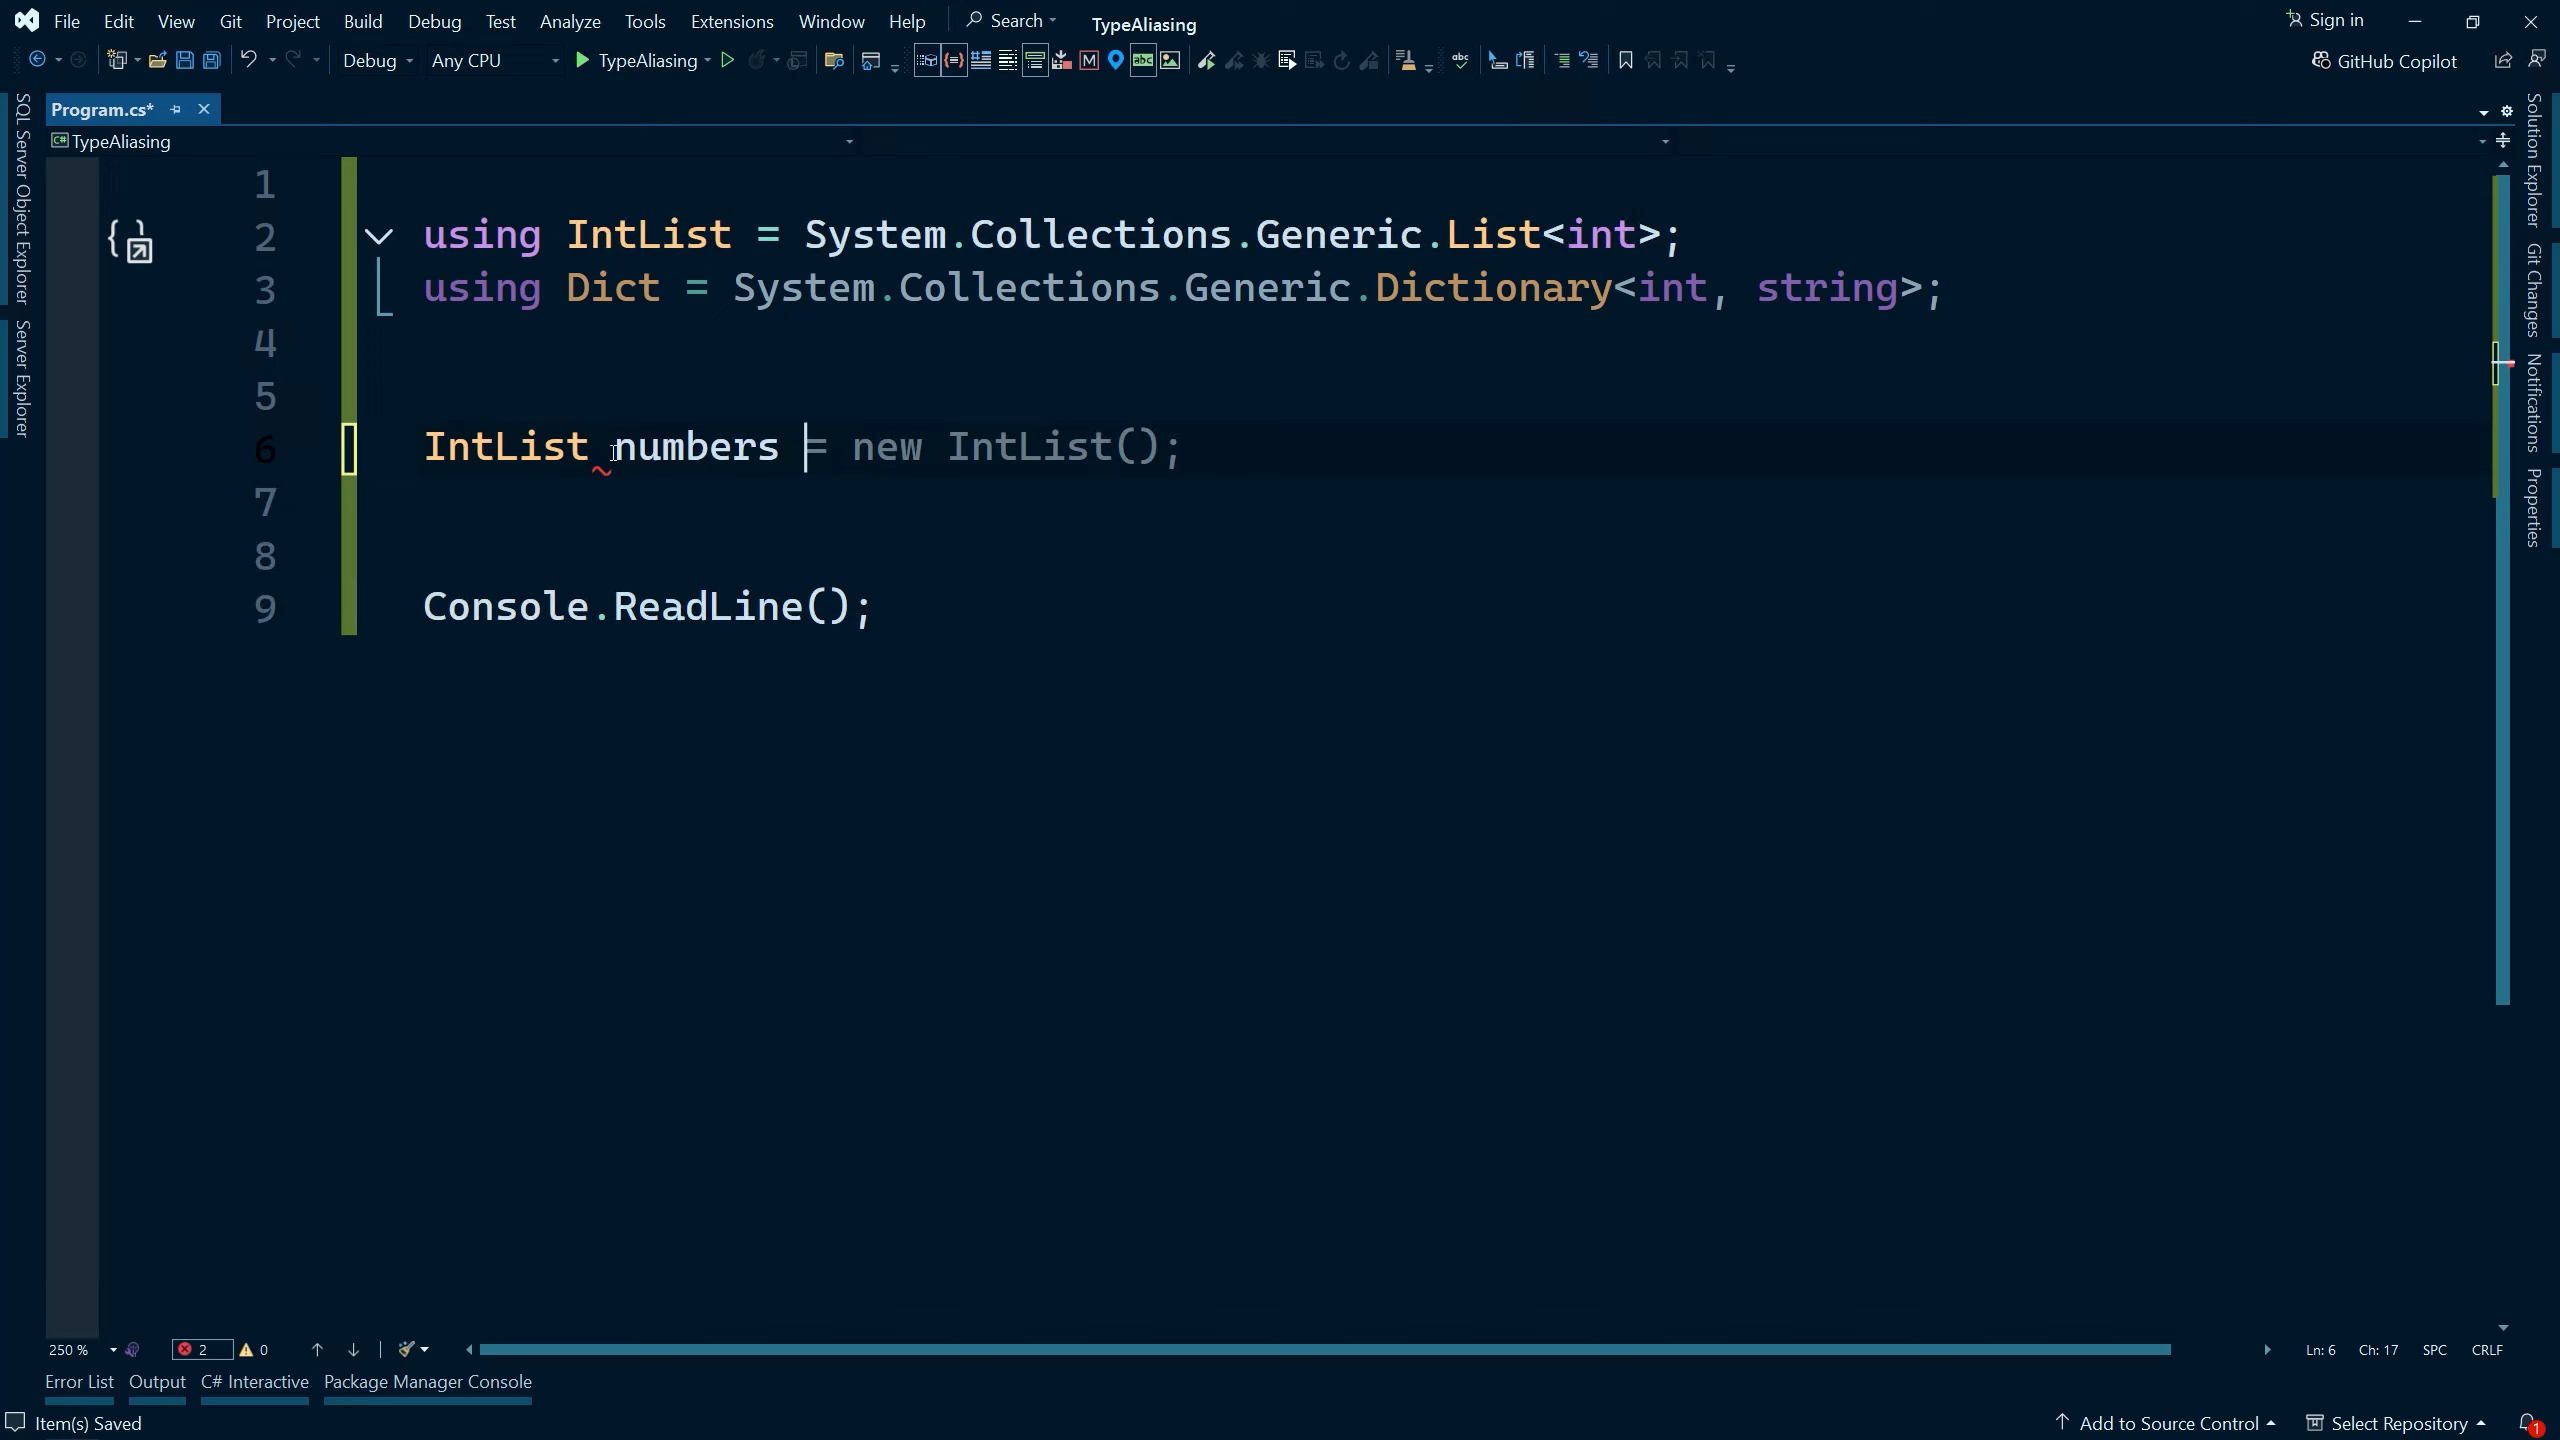 File Edit View Git Project Build Debug Test Analyze Tools Extensions Window Help Search TypeAliasing Sign in
Debug Any CPU TypeAliasing GitHub Copilot
Program.cs*
C# TypeAliasing
SQL Server Object Explorer
Server Explorer
Solution Explorer
Git Changes
Notifications
Properties
1
2 using IntList = System.Collections.Generic.List<int>;
3 using Dict = System.Collections.Generic.Dictionary<int, string>;
4
5
6 IntList numbers = new IntList();
7
8
9 Console.ReadLine();
250 % 2 0 Ln: 6 Ch: 17 SPC CRLF
Error List Output C# Interactive Package Manager Console
Item(s) Saved Add to Source Control Select Repository 1